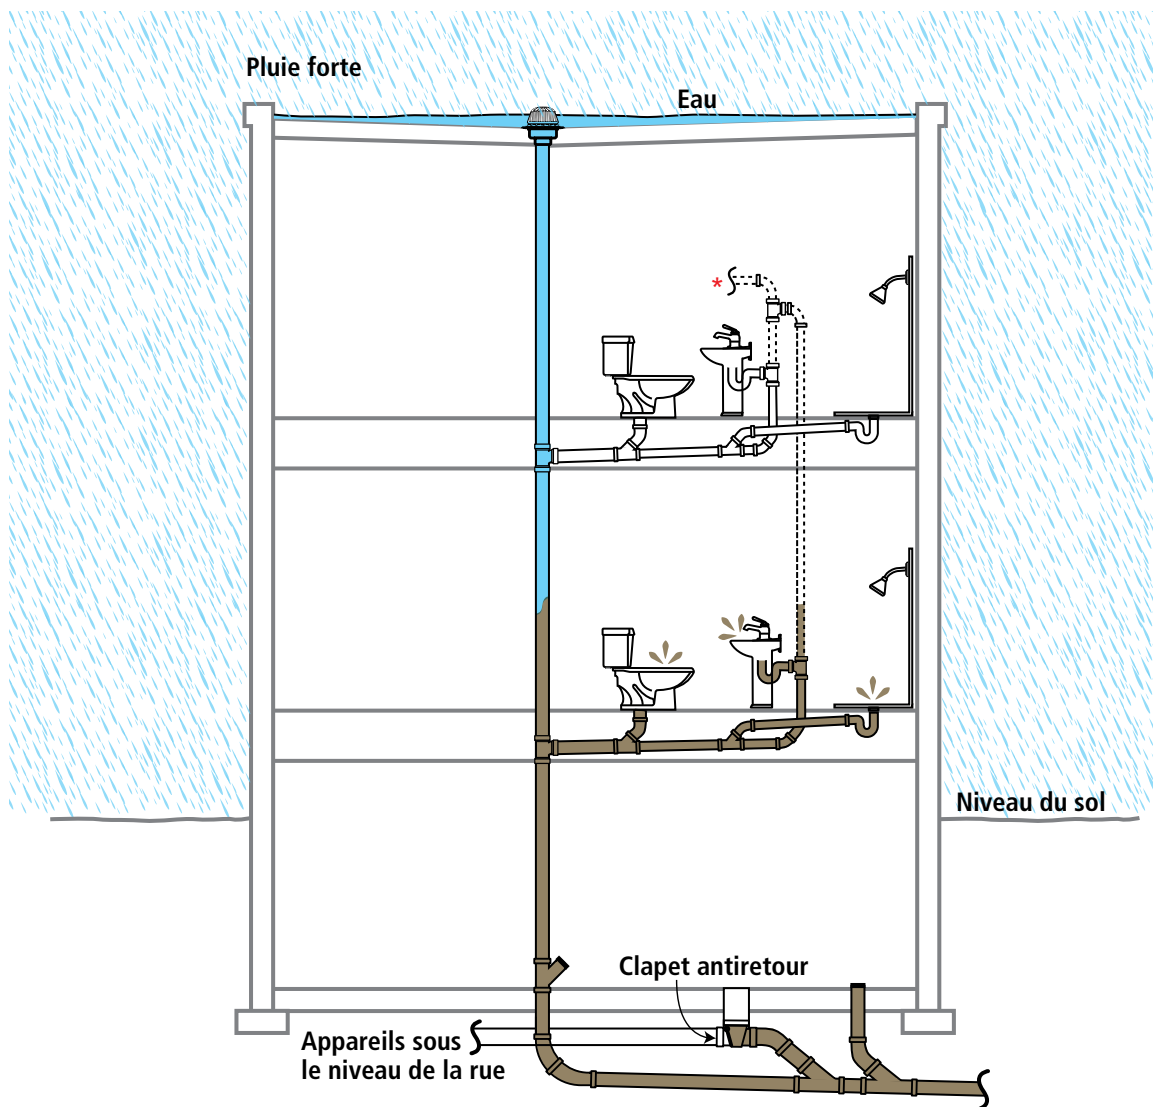 Pluie forte
Eau
*
Niveau du sol
Clapet antiretour
Appareils sous
le niveau de la rue